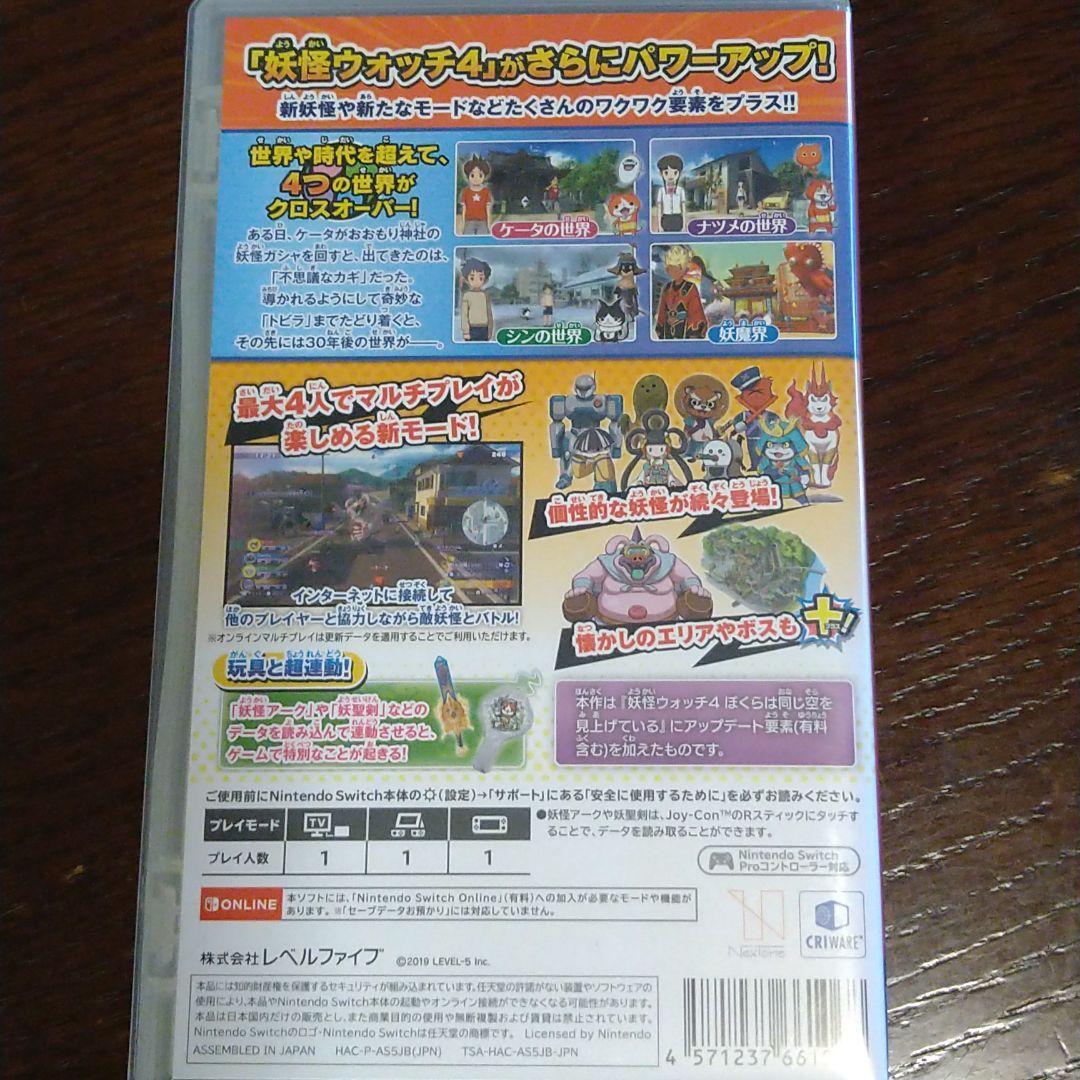 「妖怪ウォッチ4」がさらにパワーアップ!
新妖怪や新たなモードなどたくさんのワクワク要素をプラス!!
世界や時代を超えて、
4つの世界が
クロスオーバー!
ある日、ケータがおおもり神社の
妖怪ガシャを回すと、出てきたのは、
「不思議なカギ」だった。
導かれるようにして奇妙な
「トビラ」までたどり着くと、
その先には30年後の世界が――。
ケータの世界
ナツメの世界
シンの世界
妖魔界
最大4人でマルチプレイが
楽しめる新モード!
インターネットに接続して
他のプレイヤーと協力しながら敵妖怪とバトル!
※オンラインマルチプレイは更新データを適用することでご利用いただけます。
個性的な妖怪が続々登場!
懐かしのエリアやボスも
プラス!
玩具と超連動!
「妖怪アーク」や「妖聖剣」などの
データを読み込んで連動させると、
ゲームで特別なことが起きる!
本作は『妖怪ウォッチ4 ぼくらは同じ空を
見上げている』にアップデート要素(有料
含む)を加えたものです。
ご使用前にNintendo Switch本体の(設定)→「サポート」にある「安全に使用するために」を必ずお読みください。
プレイモード TV
プレイ人数 1 1 1
●妖怪アークや妖聖剣は、Joy-Con™のRスティックにタッチす
ることで、データを読み取ることができます。
Nintendo Switch
Proコントローラー対応
ONLINE
本ソフトには、「Nintendo Switch Online」(有料)への加入が必要なモードや機能が
あります。※「セーブデータお預かり」には対応していません。
NexTone
CRIWARE™
株式会社レベルファイブ ©2019 LEVEL-5 Inc.
本品には知的財産権を保護するセキュリティが組み込まれています。任天堂の許諾がない装置やソフトウェアの
使用により、本品やNintendo Switch本体の起動やオンライン接続ができなくなる可能性があります。
本品は日本国内だけの販売とし、また商業目的の使用や無断複製および賃貸は禁止されています。
Nintendo Switchのロゴ・Nintendo Switchは任天堂の商標です。 Licensed by Nintendo
ASSEMBLED IN JAPAN HAC-P-AS5JB(JPN) TSA-HAC-AS5JB-JPN
4 571237 661